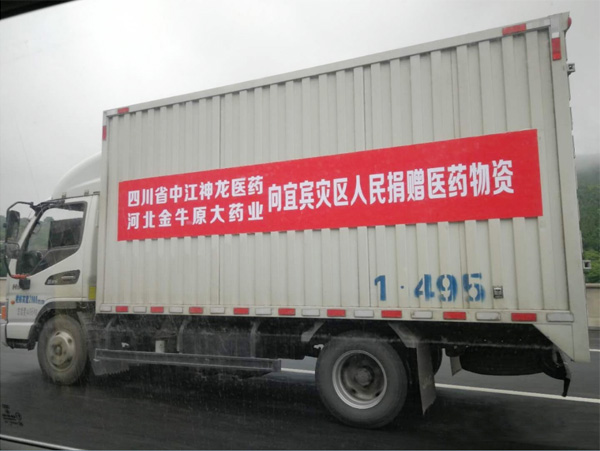 四川省中江神龙医药
河北金牛原大药业
向宜宾灾区人民捐赠医药物资
1·495